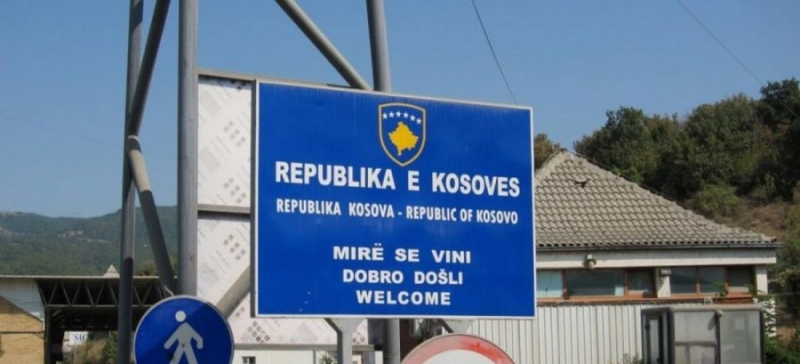 REPUBLIKA E KOSOVES
REPUBLIKA KOSOVA - REPUBLIC OF KOSOVO
MIRË SE VINI
DOBRO DOŠLI
WELCOME